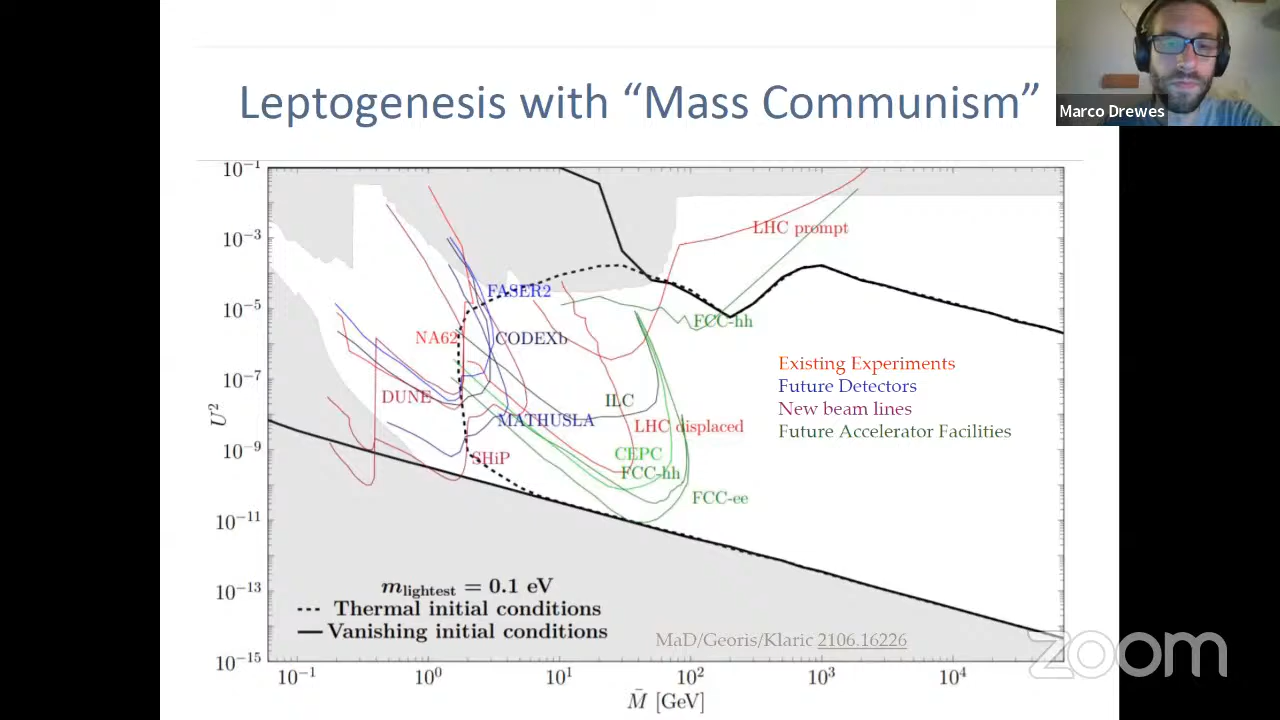 Leptogenesis with “Mass Communism”
Marco Drewes
10⁻¹
10⁻³
10⁻⁵
10⁻⁷
10⁻⁹
10⁻¹¹
10⁻¹³
10⁻¹⁵
U²
LHC prompt
FASER2
FCC-hh
NA62
CODEXb
DUNE
ILC
MATHUSLA
LHC displaced
SHiP
CEPC
FCC-hh
FCC-ee
Existing Experiments
Future Detectors
New beam lines
Future Accelerator Facilities
m_lightest = 0.1 eV
Thermal initial conditions
Vanishing initial conditions
MaD/Georis/Klaric 2106.16226
zoom
10⁻¹ 10⁰ 10¹ 10² 10³ 10⁴
M̄ [GeV]